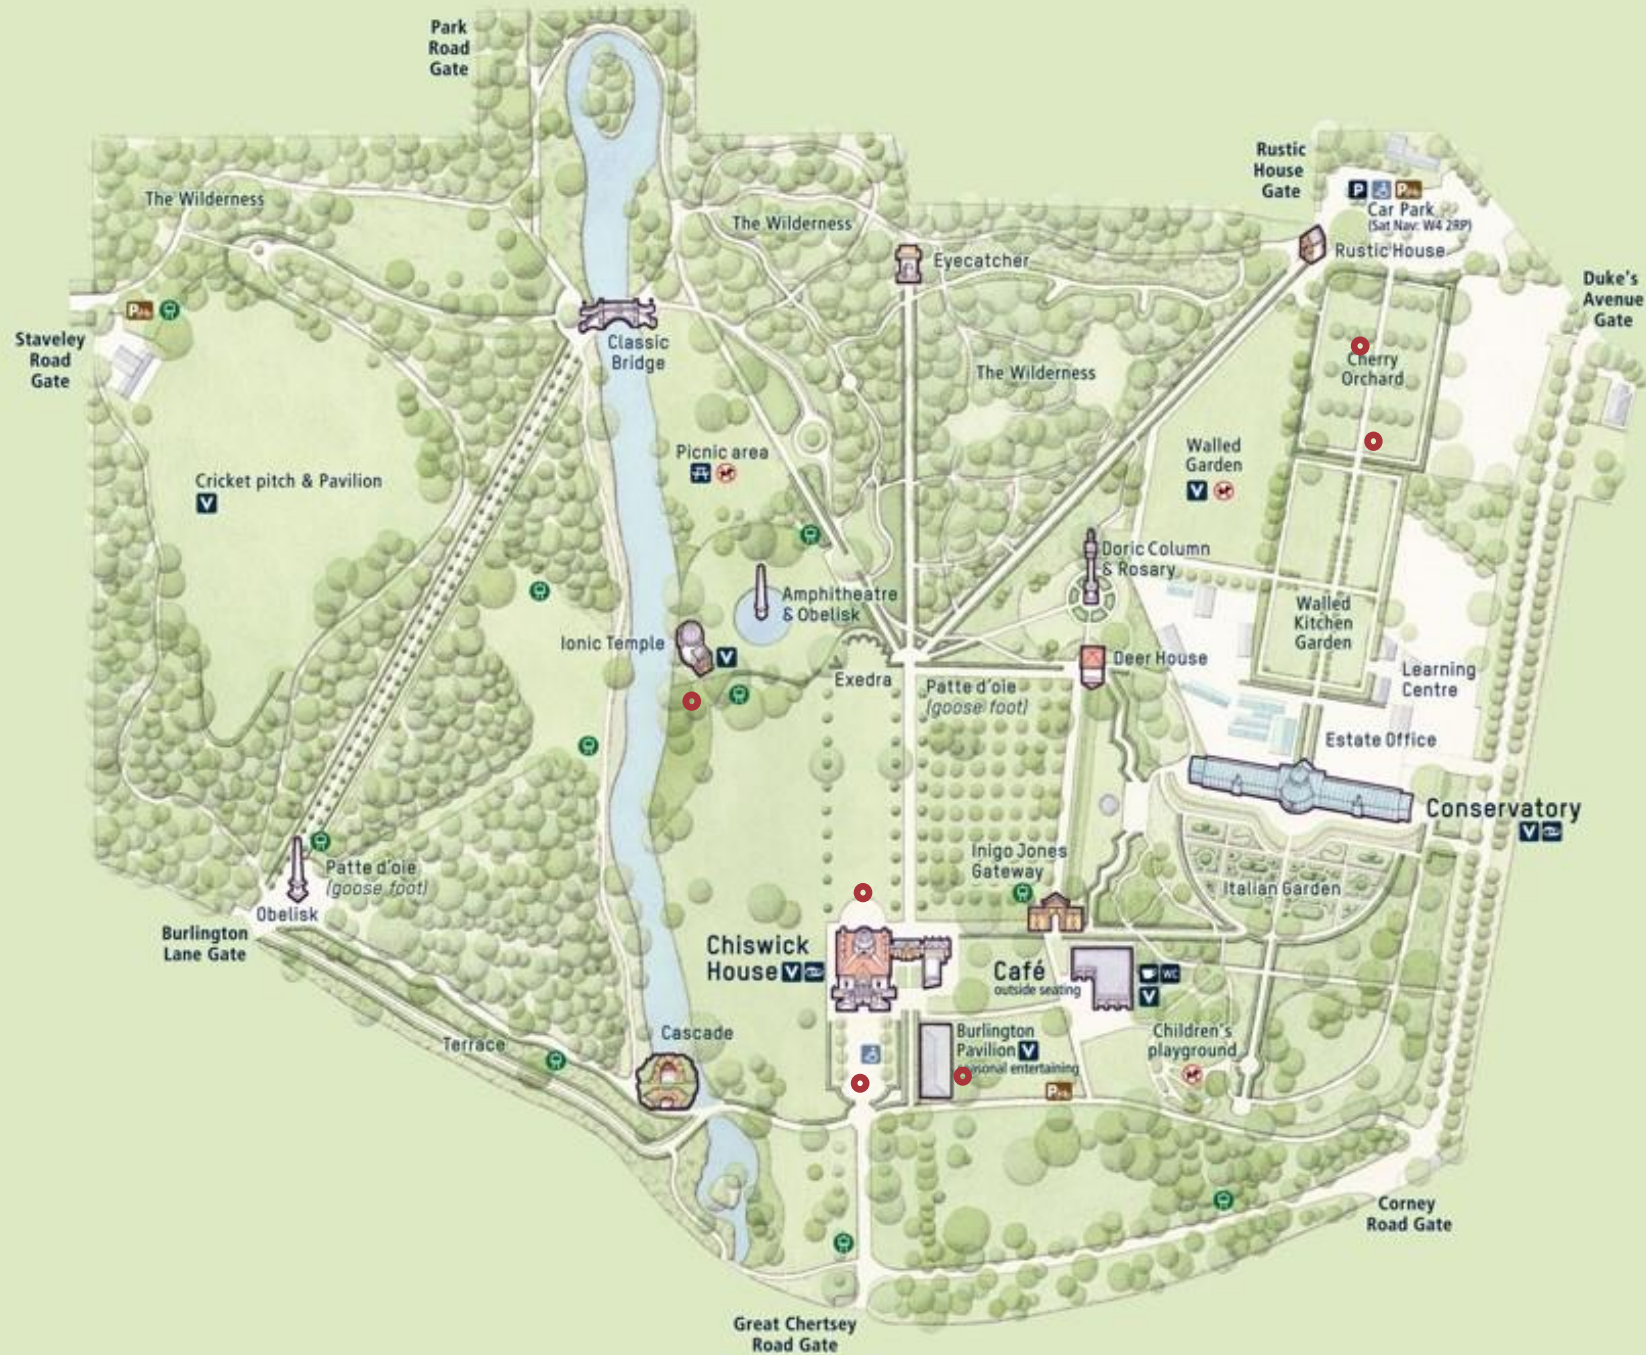 Park
Road
Gate
The Wilderness
The Wilderness
Eyecatcher
Rustic
House
Gate
P
P
Car Park
(Sat Nav: W4 2RP)
Rustic House
Duke's
Avenue
Gate
P
Staveley
Road
Gate
Classic
Bridge
The Wilderness
Cherry
Orchard
Cricket pitch & Pavilion
V
Picnic area
Walled
Garden
V
Doric Column
& Rosary
Amphitheatre
& Obelisk
Ionic Temple
V
Exedra
Patte d'oie
(goose foot)
Deer House
Walled
Kitchen
Garden
Learning
Centre
Estate Office
Conservatory
V
Inigo Jones
Gateway
Italian Garden
Patte d'oie
(goose foot)
Obelisk
Burlington
Lane Gate
Chiswick
House V
Café
outside seating
WC
V
Terrace
Cascade
Burlington
Pavilion V
seasonal entertaining
P
Children's
playground
Corney
Road Gate
Great Chertsey
Road Gate